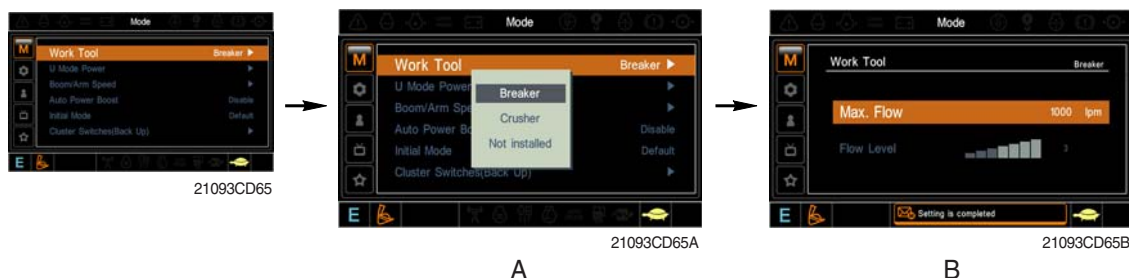 Mode
M
Work Tool Breaker ▶
U Mode Power ▶
Boom/Arm Speed ▶
Auto Power Boost Disable
Initial Mode Default
Cluster Switches(Back Up) ▶
E
21093CD65
Mode
M
Work Tool Breaker ▶
U Mode Power ▶
Boom/Arm Spe ▶
Auto Power Bo Disable
Initial Mode Default
Cluster Switches(Back Up) ▶
Breaker
Crusher
Not installed
E
21093CD65A
A
Mode
M
Work Tool Breaker
Max. Flow 1000 lpm
Flow Level 3
E
Setting is completed
21093CD65B
B